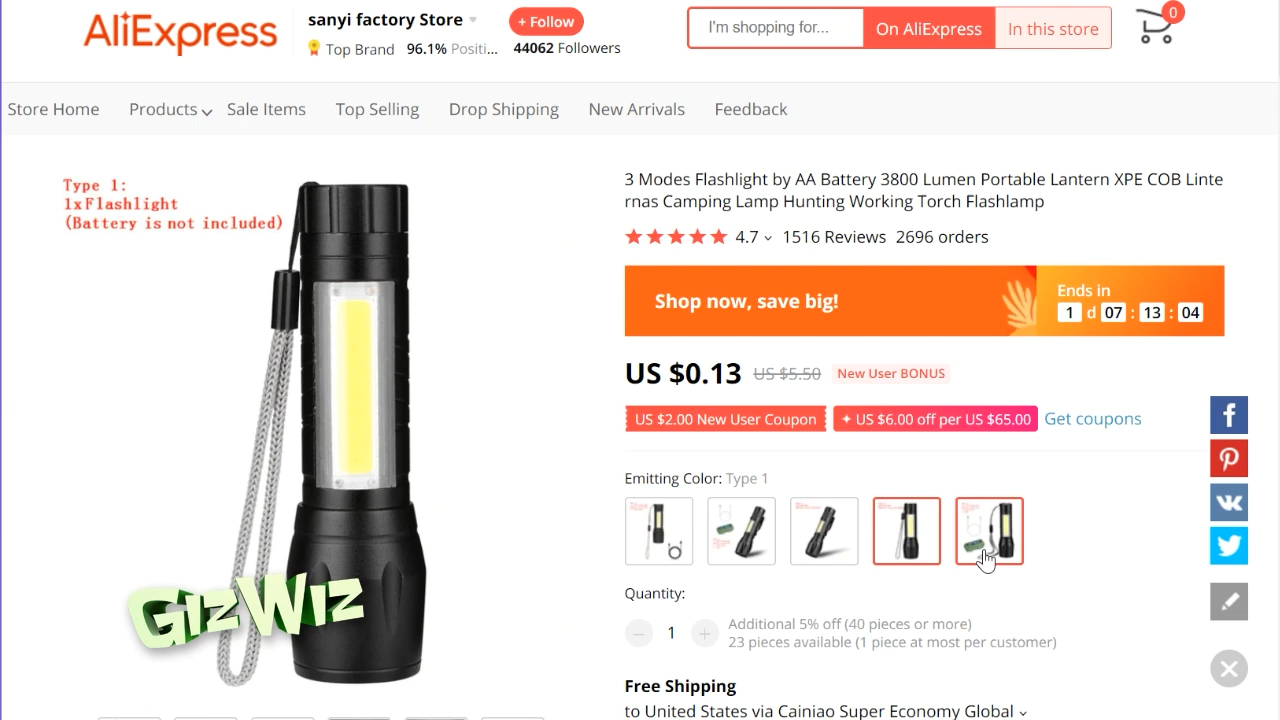 AliExpress
sanyi factory Store
+ Follow
Top Brand 96.1% Positi...
44062 Followers
I'm shopping for...
On AliExpress
In this store
0
Store Home
Products
Sale Items
Top Selling
Drop Shipping
New Arrivals
Feedback
Type 1:
1xFlashlight
(Battery is not included)
GizWiz
3 Modes Flashlight by AA Battery 3800 Lumen Portable Lantern XPE COB Linte
rnas Camping Lamp Hunting Working Torch Flashlamp
4.7 1516 Reviews 2696 orders
Shop now, save big!
Ends in
1 d 07 : 13 : 04
US $0.13 US $5.50 New User BONUS
US $2.00 New User Coupon
US $6.00 off per US $65.00
Get coupons
Emitting Color: Type 1
Quantity:
1
Additional 5% off (40 pieces or more)
23 pieces available (1 piece at most per customer)
Free Shipping
to United States via Cainiao Super Economy Global